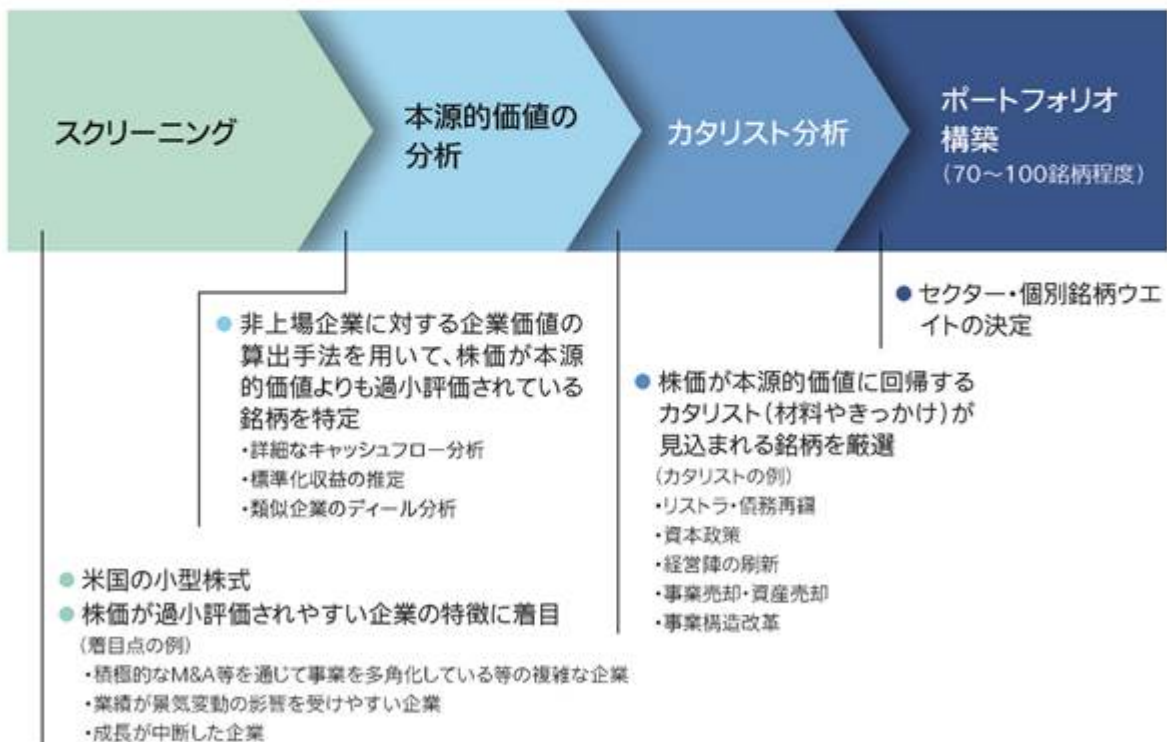 スクリーニング
本源的価値の
分析
カタリスト分析
ポートフォリオ
構築
(70～100銘柄程度)
●セクター・個別銘柄ウエ
イトの決定
●非上場企業に対する企業価値の
算出手法を用いて、株価が本源
的価値よりも過小評価されている
銘柄を特定
・詳細なキャッシュフロー分析
・標準化収益の推定
・類似企業のディール分析
●株価が本源的価値に回帰する
カタリスト(材料やきっかけ)が
見込まれる銘柄を厳選
(カタリストの例)
・リストラ・債務再編
・資本政策
・経営陣の刷新
・事業売却・資産売却
・事業構造改革
●米国の小型株式
●株価が過小評価されやすい企業の特徴に着目
(着目点の例)
・積極的なM&A等を通じて事業を多角化している等の複雑な企業
・業績が景気変動の影響を受けやすい企業
・成長が中断した企業